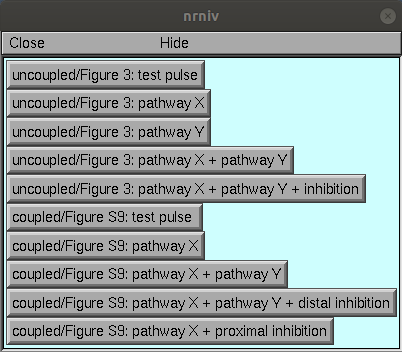 nrniv
Close Hide
uncoupled/Figure 3: test pulse
uncoupled/Figure 3: pathway X
uncoupled/Figure 3: pathway Y
uncoupled/Figure 3: pathway X + pathway Y
uncoupled/Figure 3: pathway X + pathway Y + inhibition
coupled/Figure S9: test pulse
coupled/Figure S9: pathway X
coupled/Figure S9: pathway X + pathway Y
coupled/Figure S9: pathway X + pathway Y + distal inhibition
coupled/Figure S9: pathway X + proximal inhibition